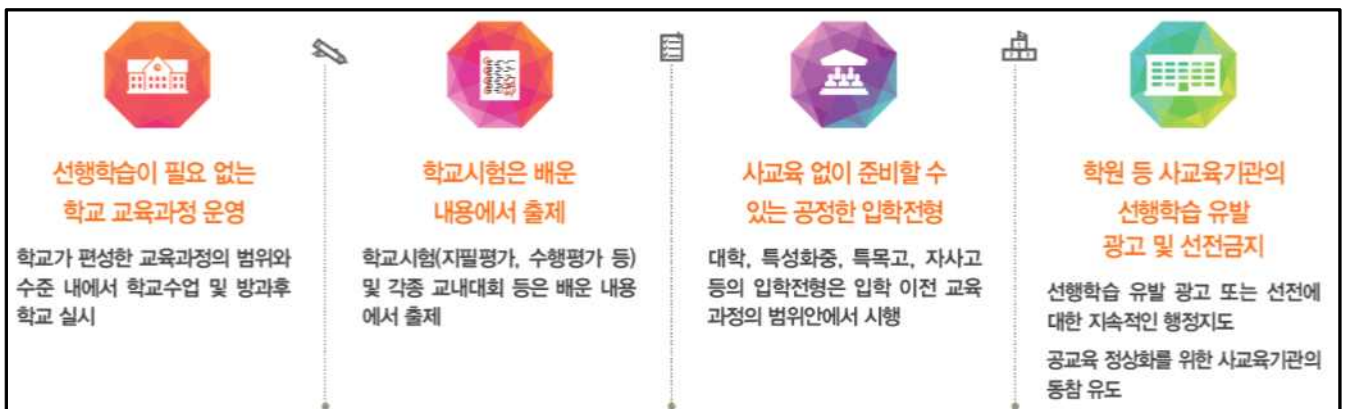 선행학습이 필요 없는
학교 교육과정 운영
학교가 편성한 교육과정의 범위와
수준 내에서 학교수업 및 방과후
학교 실시
학교시험은 배운
내용에서 출제
학교시험(지필평가, 수행평가 등)
및 각종 교내대회 등은 배운 내용
에서 출제
사교육 없이 준비할 수
있는 공정한 입학전형
대학, 특성화중, 특목고, 자사고
등의 입학전형은 입학 이전 교육
과정의 범위안에서 시행
학원 등 사교육기관의
선행학습 유발
광고 및 선전금지
선행학습 유발 광고 또는 선전에
대한 지속적인 행정지도
공교육 정상화를 위한 사교육기관의
동참 유도